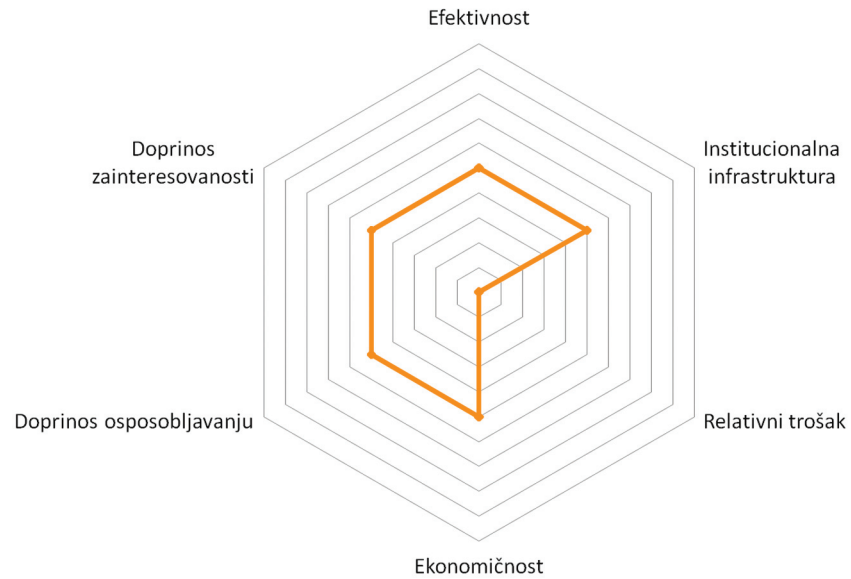 Efektivnost
Doprinos
zainteresovanosti
Institucionalna
infrastruktura
Doprinos osposobljavanju
Relativni trošak
Ekonomičnost